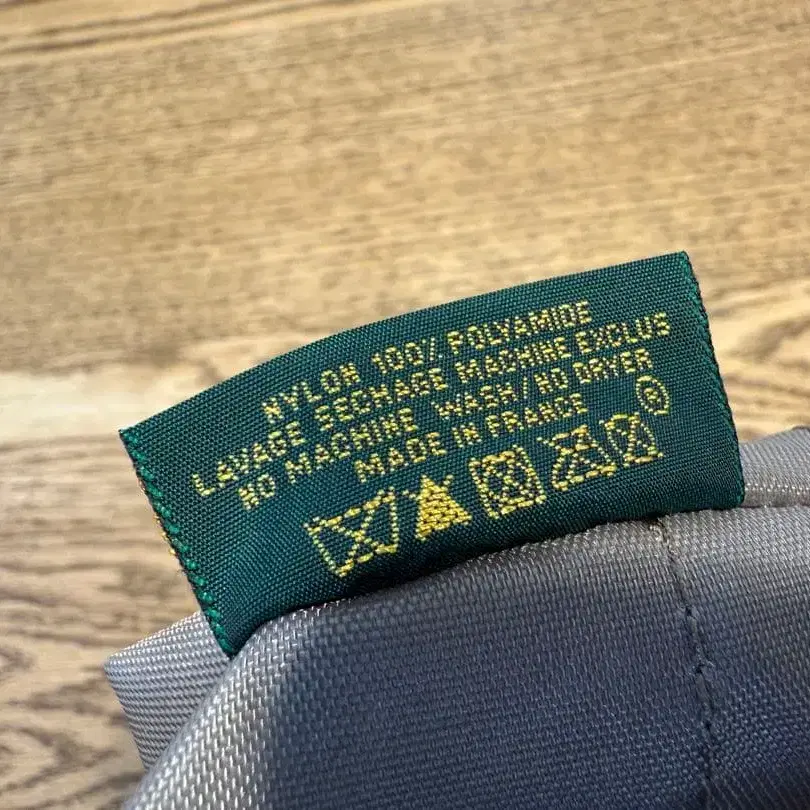 NYLON 100% POLYAMIDE
LAVAGE SECHAGE MACHINE EXCLUS
NO MACHINE WASH/NO DRYER
MADE IN FRANCE
®